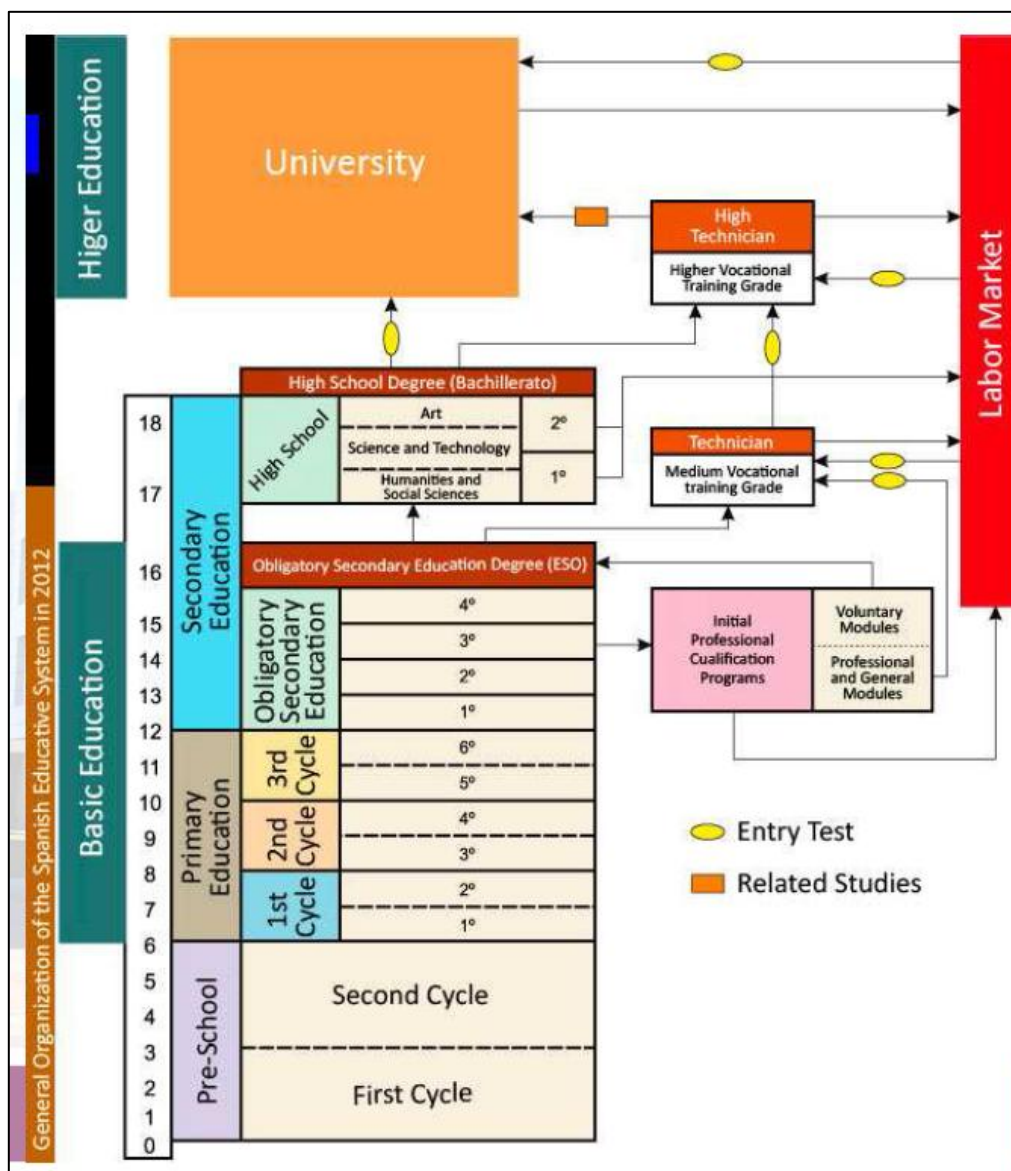 General Organization of the Spanish Educative System in 2012
Higer Education
University
High
Technician
Higher Vocational
Training Grade
Labor Market
High School Degree (Bachillerato)
18
17
Secondary
Education
High School
Art
Science and Technology
Humanities and
Social Sciences
2º
1º
Technician
Medium Vocational
training Grade
Basic Education
16
15
14
13
12
11
10
9
8
7
6
5
4
3
2
1
0
Obligatory Secondary Education Degree (ESO)
Obligatory
Secondary
Education
4º
3º
2º
1º
Initial
Professional
Cualification
Programs
Voluntary
Modules
Professional
and General
Modules
Primary
Education
3rd
Cycle
6º
5º
2nd
Cycle
4º
3º
1st
Cycle
2º
1º
Entry Test
Related Studies
Pre-School
Second Cycle
First Cycle